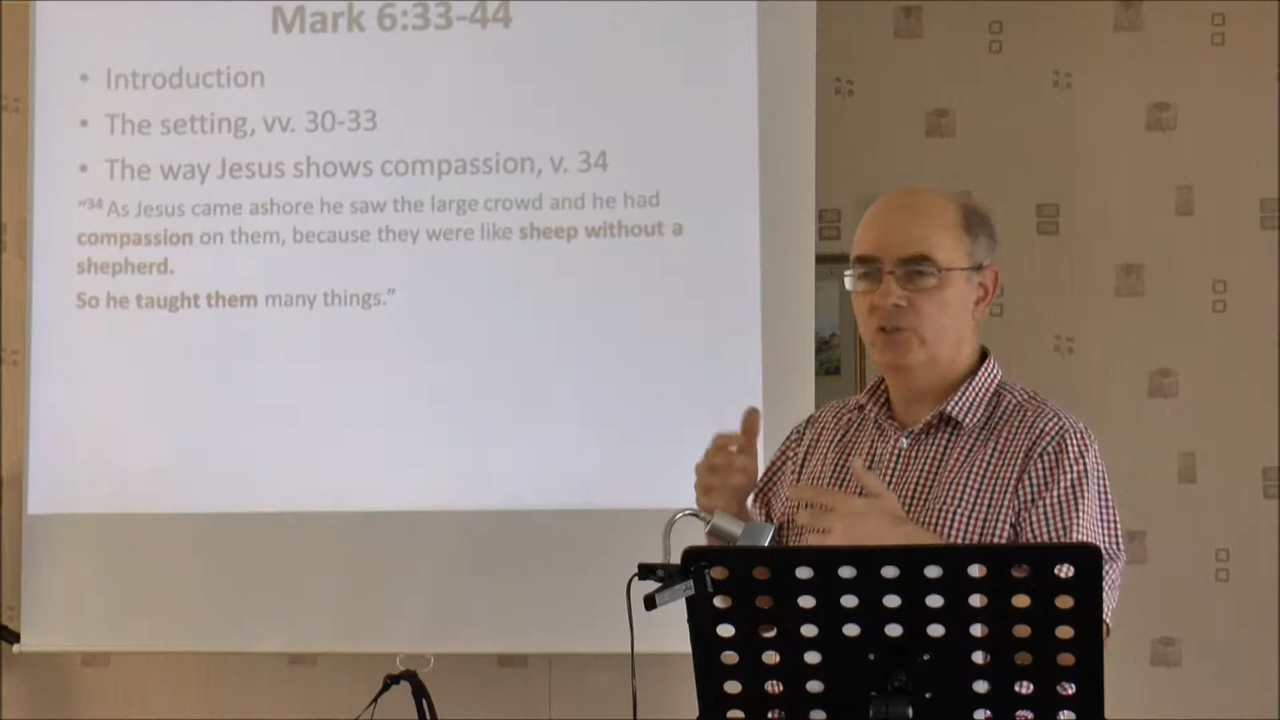 Mark 6:33-44
• Introduction
• The setting, vv. 30-33
• The way Jesus shows compassion, v. 34
“34 As Jesus came ashore he saw the large crowd and he had
compassion on them, because they were like sheep without a
shepherd.
So he taught them many things.”